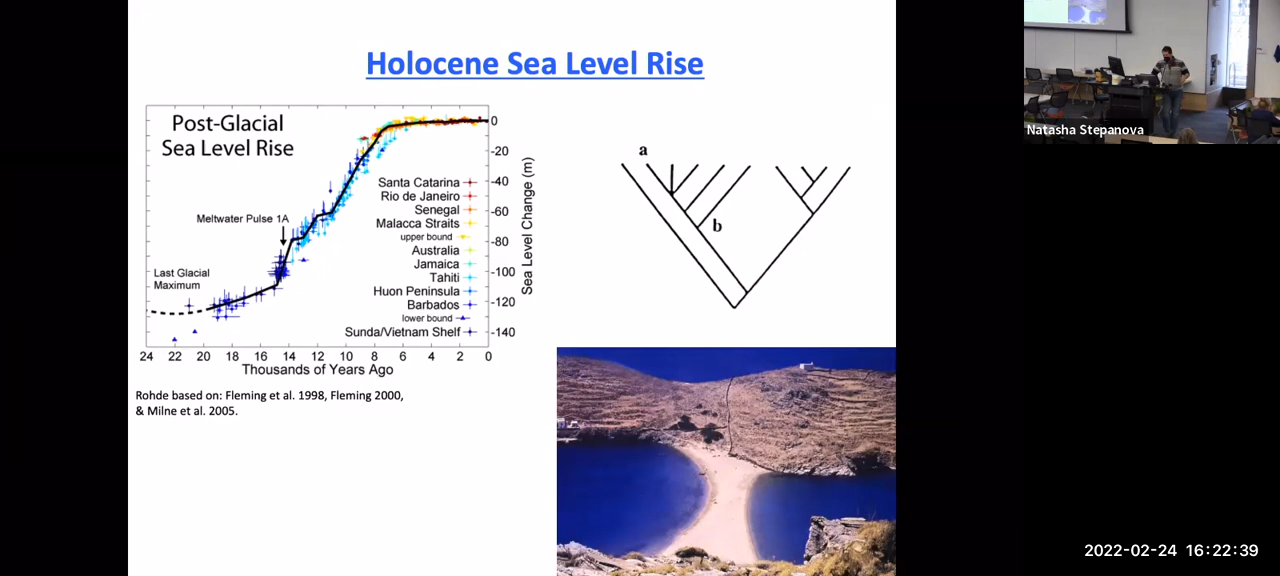 Holocene Sea Level Rise
Post-Glacial
Sea Level Rise
Meltwater Pulse 1A
Last Glacial
Maximum
Santa Catarina
Rio de Janeiro
Senegal
Malacca Straits
upper bound
Australia
Jamaica
Tahiti
Huon Peninsula
Barbados
lower bound
Sunda/Vietnam Shelf
0
-20
-40
-60
-80
-100
-120
-140
Sea Level Change (m)
24 22 20 18 16 14 12 10 8 6 4 2 0
Thousands of Years Ago
Rohde based on: Fleming et al. 1998, Fleming 2000,
& Milne et al. 2005.
a
b
Natasha Stepanova
2022-02-24 16:22:39